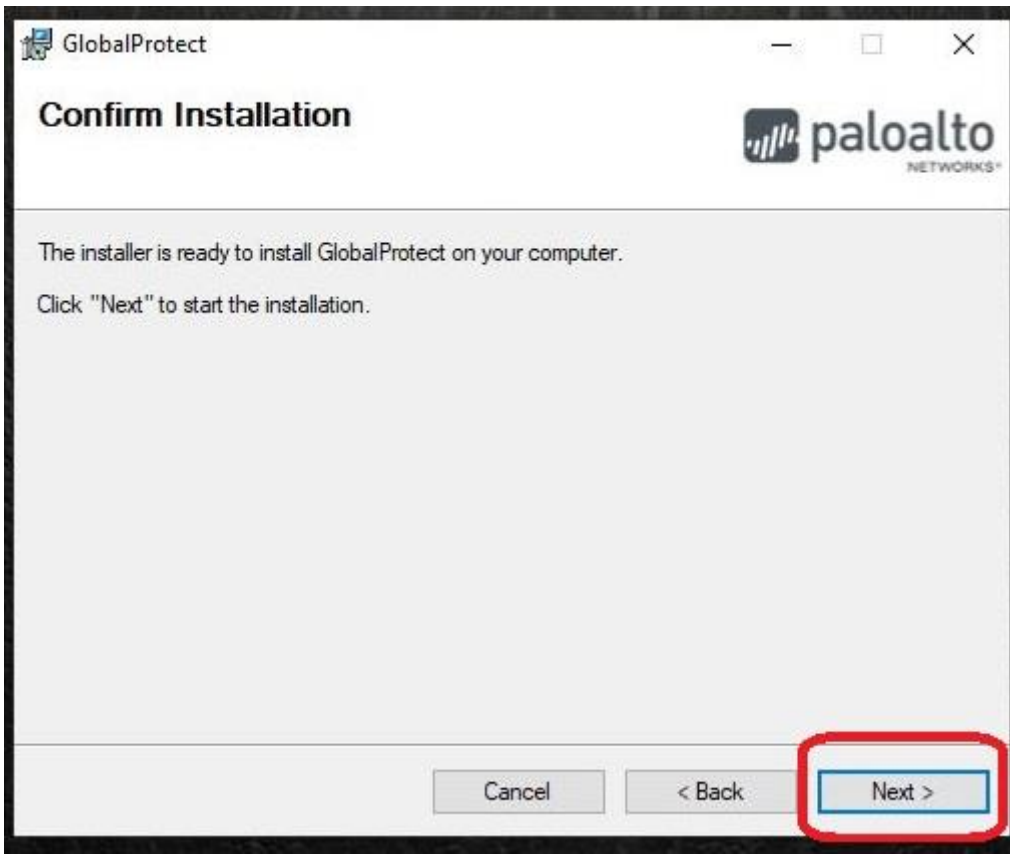 GlobalProtect
Confirm Installation
paloalto
NETWORKS
The installer is ready to install GlobalProtect on your computer.
Click "Next" to start the installation.
Cancel
< Back
Next >